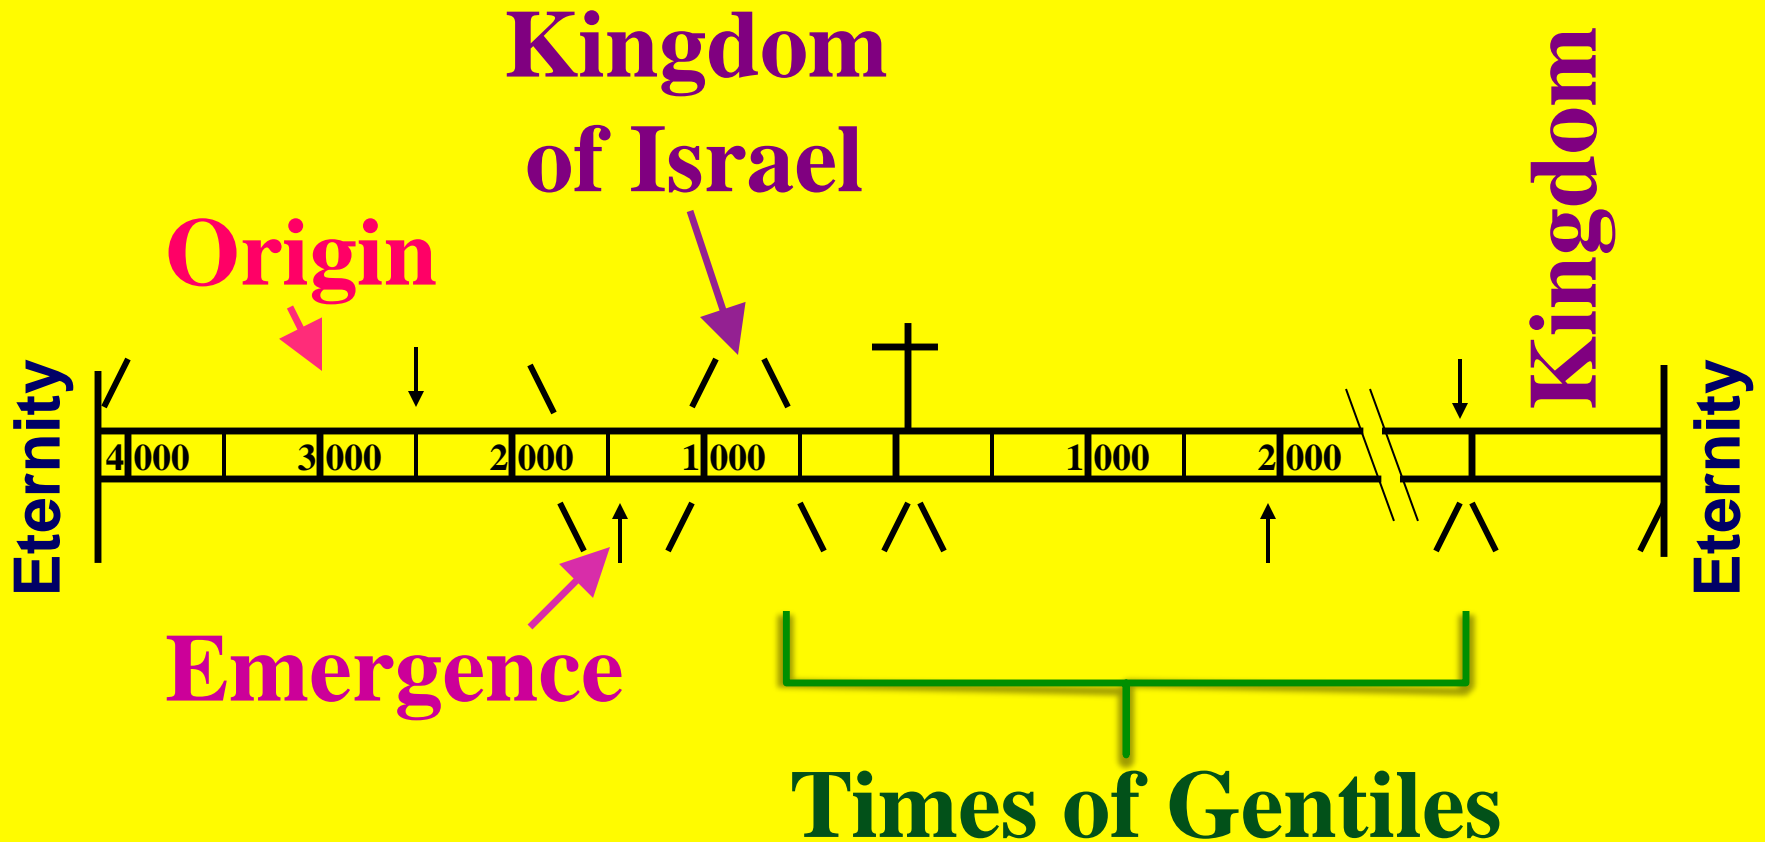 Kingdom
of Israel
Kingdom
Origin
Eternity
4000 3000 2000 1000 1000 2000
Eternity
Emergence
Times of Gentiles